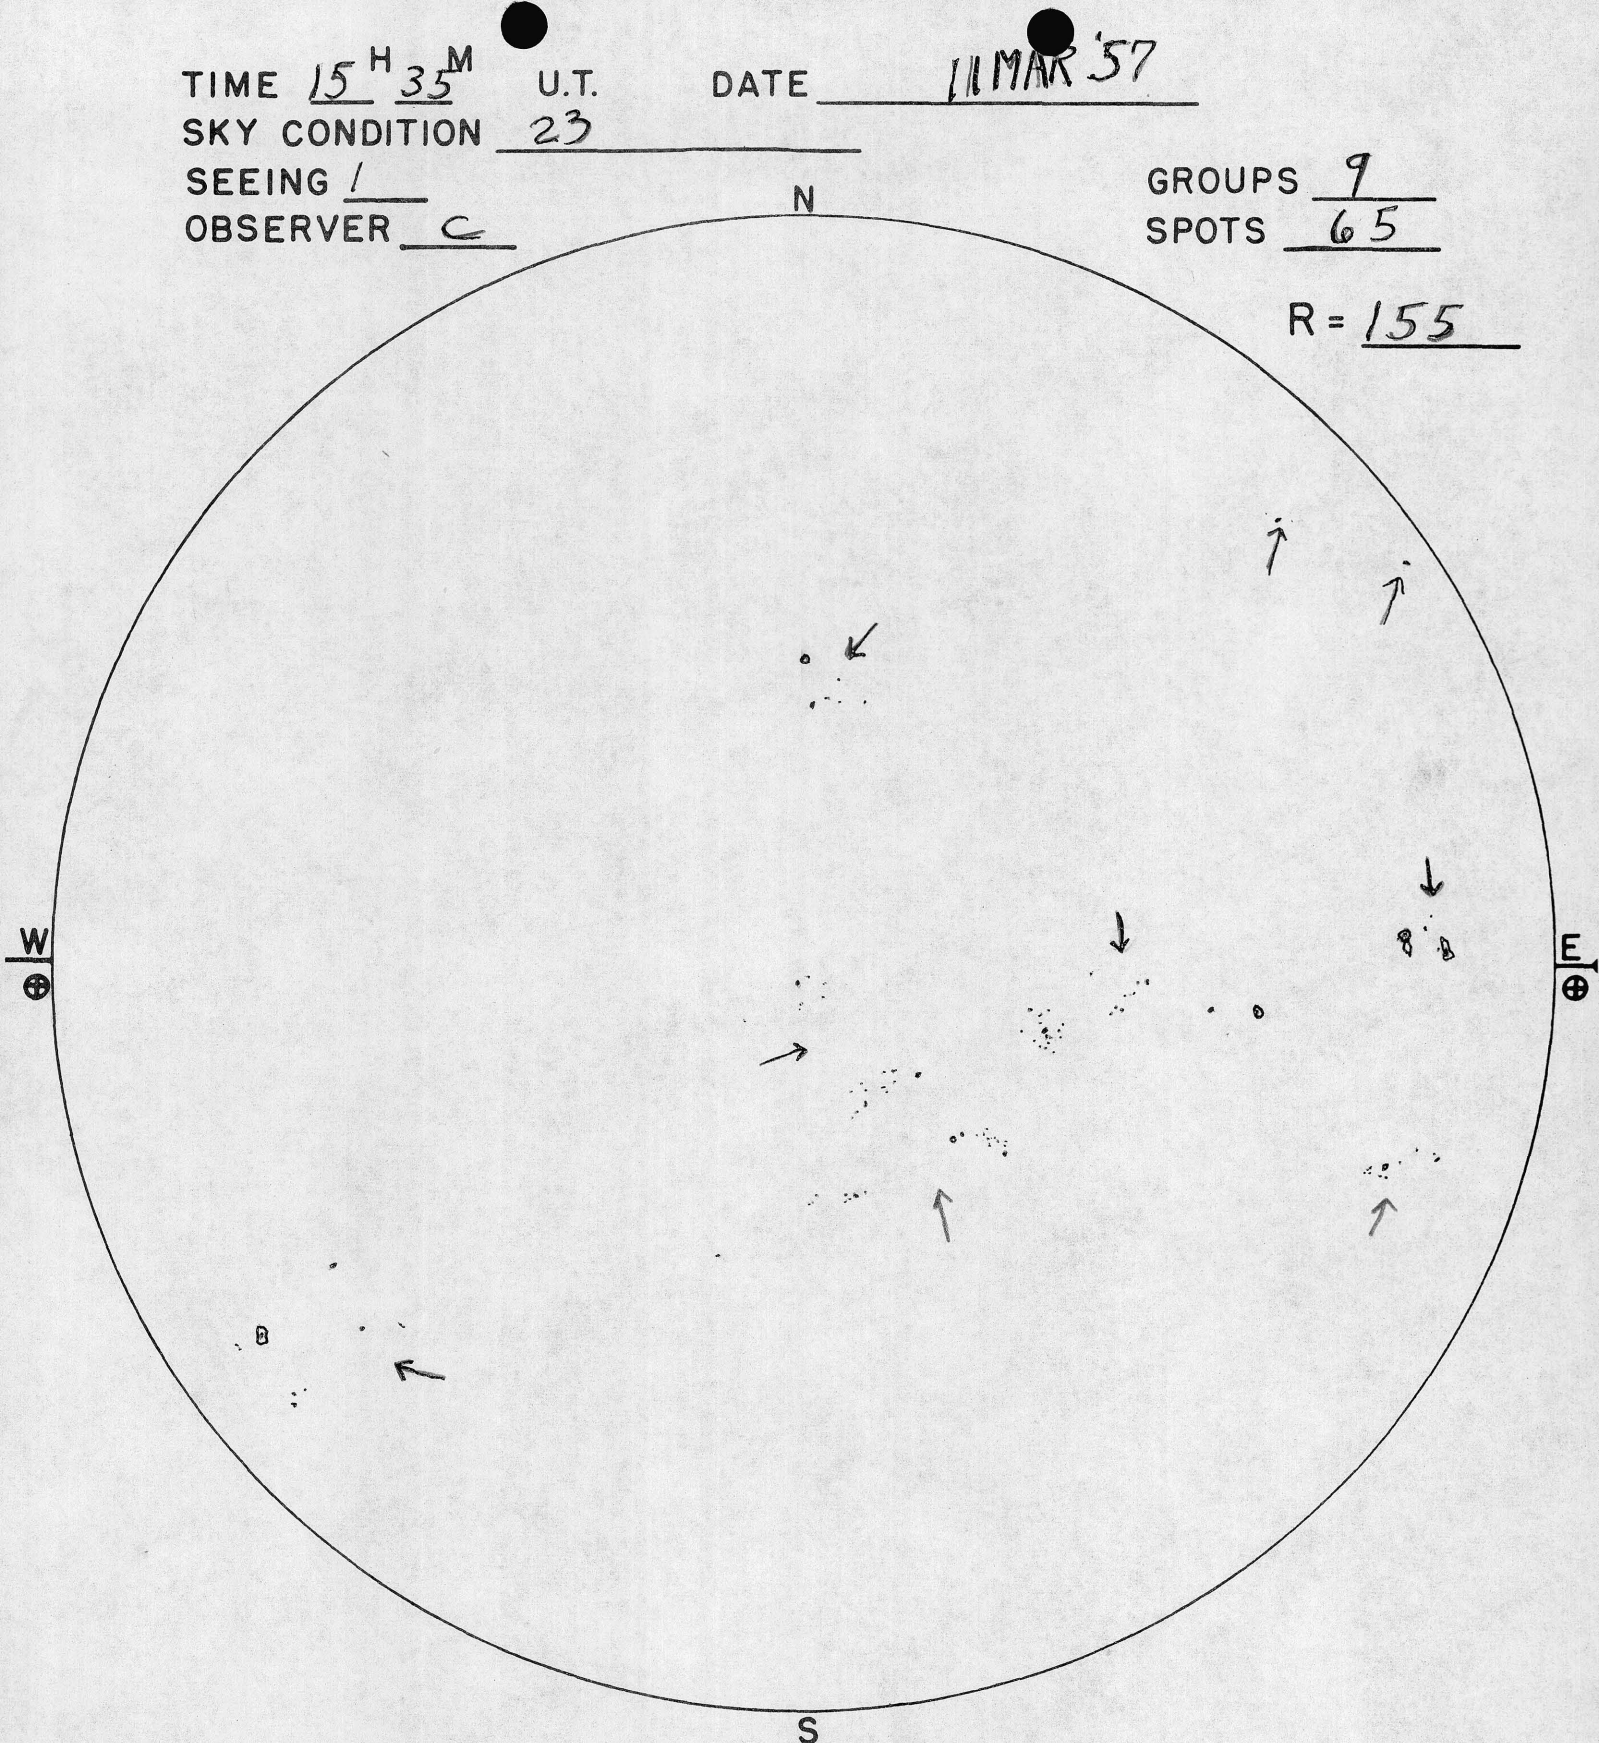 TIME 15 H 35 M U.T. DATE 11 MAR '57
SKY CONDITION 23
SEEING 1 GROUPS 9
OBSERVER C SPOTS 65
R = 155
N
W E
S